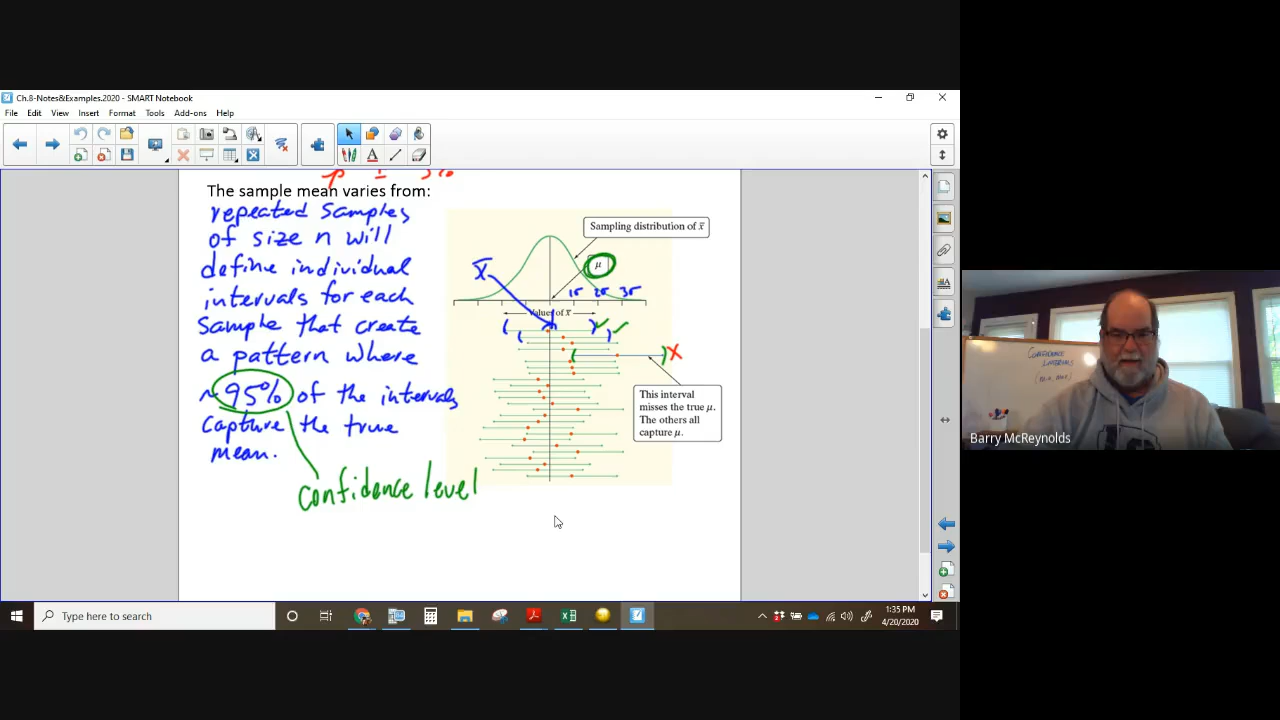 Ch.8-Notes&Examples.2020 - SMART Notebook
File Edit View Insert Format Tools Add-ons Help
The sample mean varies from:
repeated samples
of size n will
define individual
intervals for each
sample that create
a pattern where
~95% of the intervals
capture the true
mean.
confidence level
Sampling distribution of x̄
μ
x̄
1σ 2σ 3σ
Values of x̄
This interval
misses the true μ.
The others all
capture μ.
CONFIDENCE
INTERVALS
Barry McReynolds
Type here to search
1:35 PM
4/20/2020